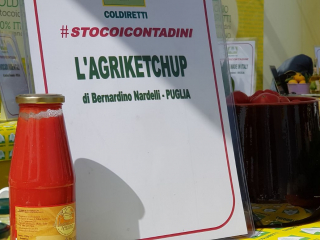 COLDIRETTI
#STOCOICONTADINI
L'AGRIKETCHUP
di Bernardino Nardelli - PUGLIA